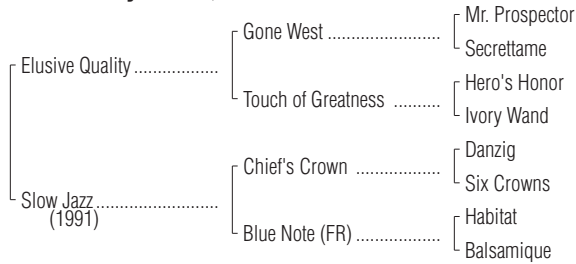 Mr. Prospector
Gone West ....................
Secrettame
Elusive Quality ...............
Hero's Honor
Touch of Greatness ..........
Ivory Wand
Danzig
Chief's Crown ..................
Six Crowns
Slow Jazz ......................
(1991)
Habitat
Blue Note (FR) .................
Balsamique